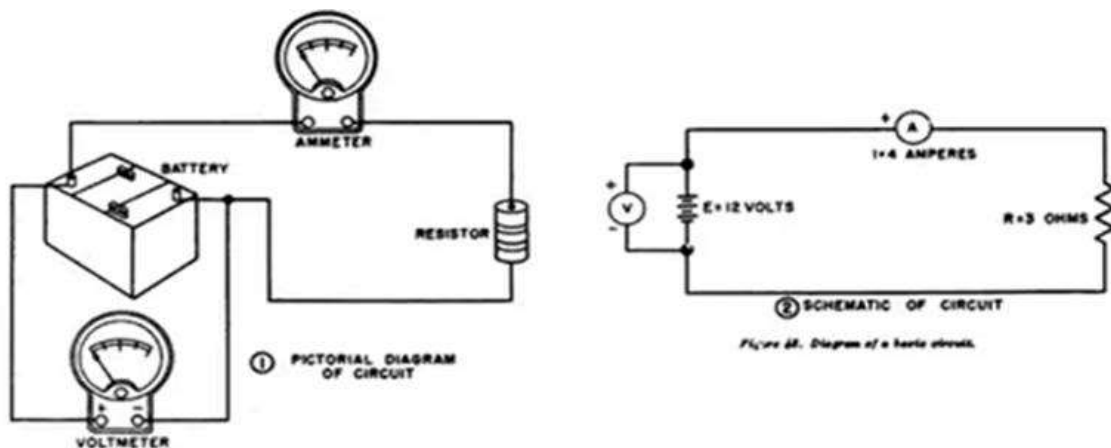 AMMETER
BATTERY
RESISTOR
① PICTORIAL DIAGRAM
OF CIRCUIT
+ −
VOLTMETER
+ A
I=4 AMPERES
+
V
−
E=12 VOLTS
R=3 OHMS
② SCHEMATIC OF CIRCUIT
Diagram of a basic circuit.